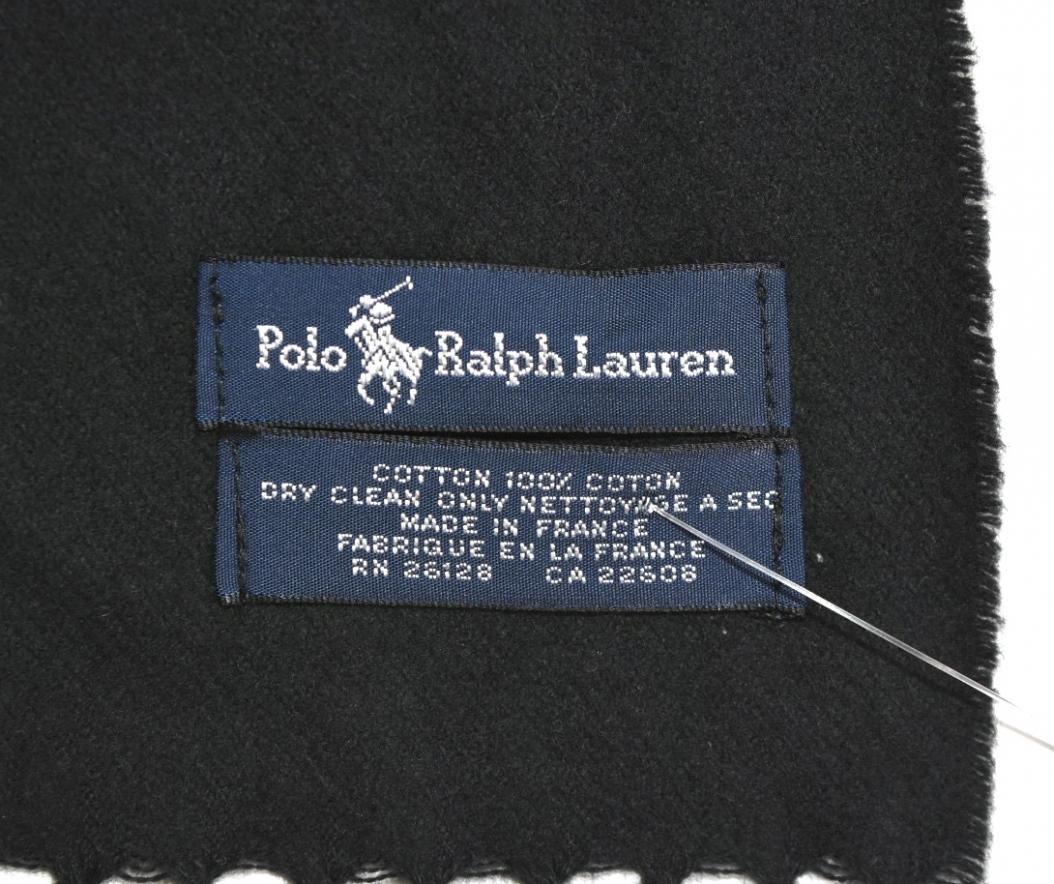 Polo Ralph Lauren
COTTON 100% COTON
DRY CLEAN ONLY NETTOYAGE A SEC
MADE IN FRANCE
FABRIQUE EN LA FRANCE
RN 26128 CA 22608